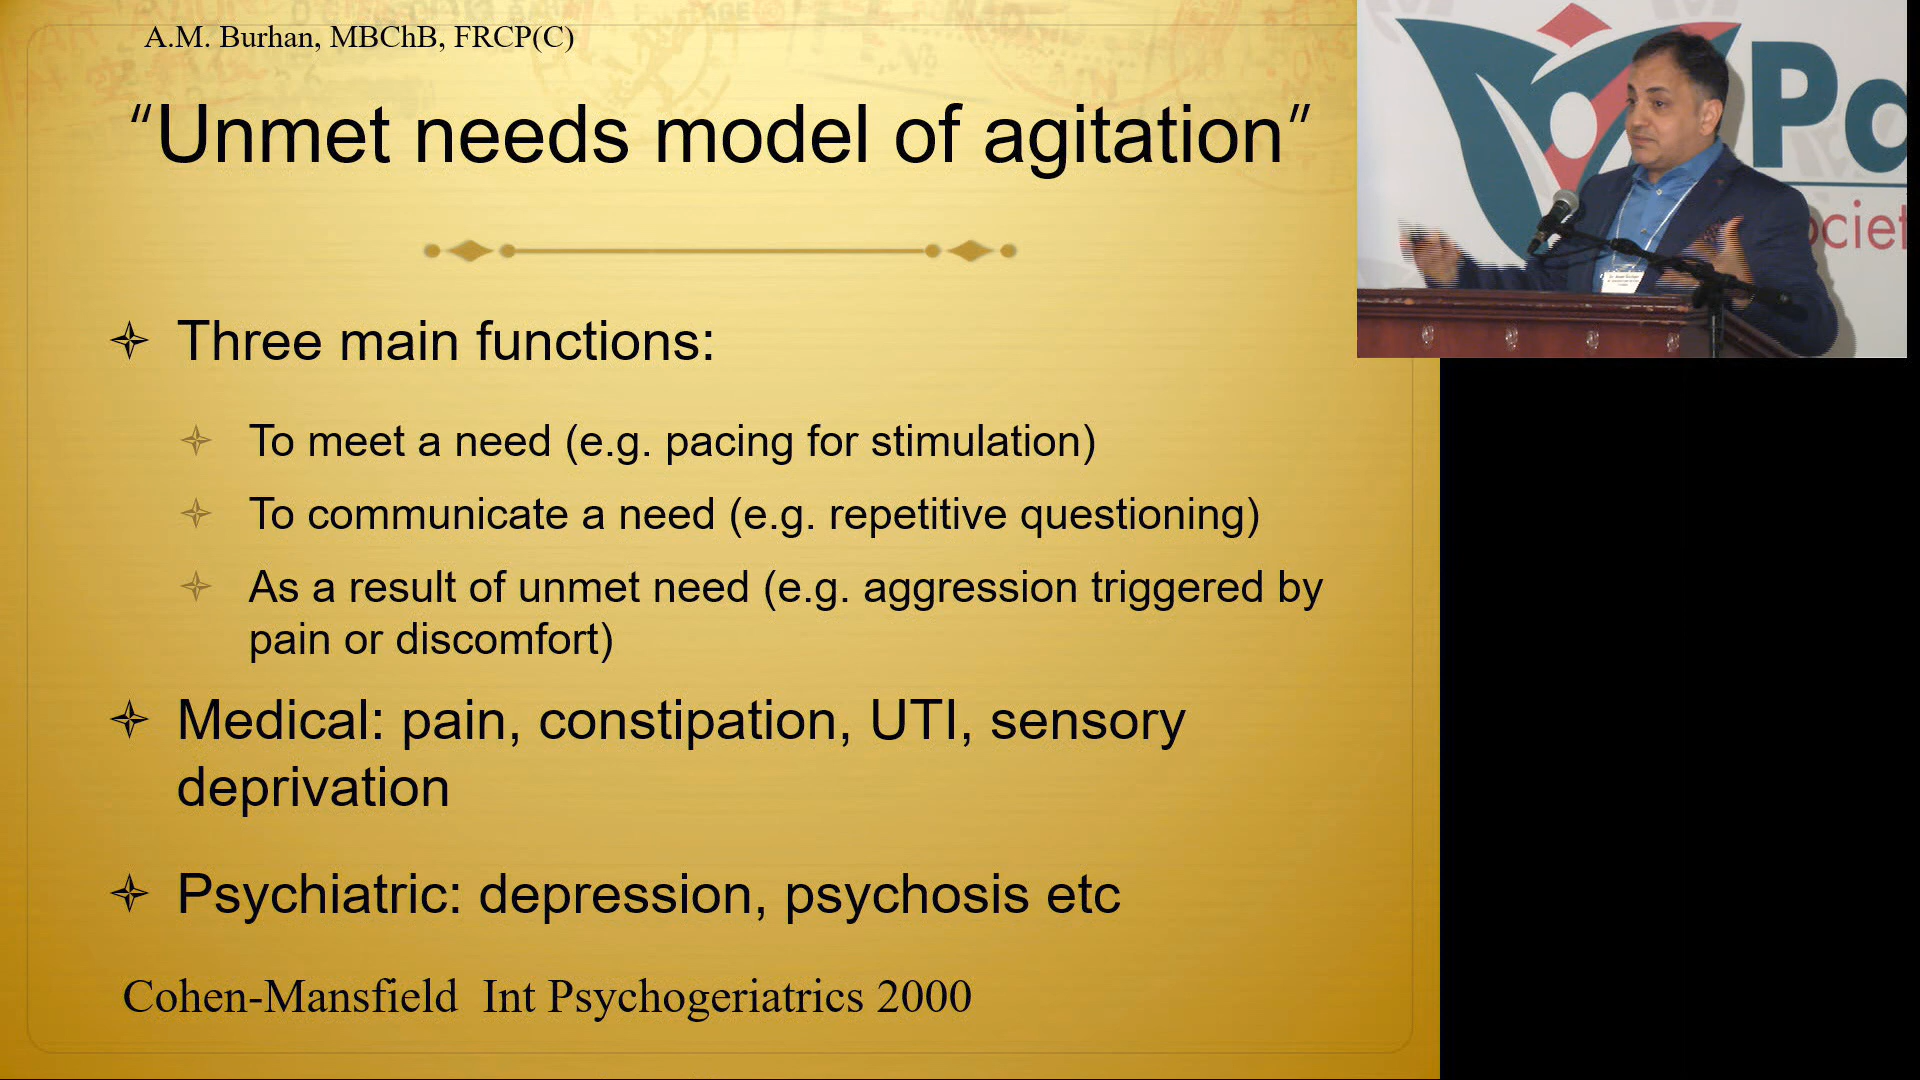 A.M. Burhan, MBChB, FRCP(C)
“Unmet needs model of agitation”
Three main functions:
To meet a need (e.g. pacing for stimulation)
To communicate a need (e.g. repetitive questioning)
As a result of unmet need (e.g. aggression triggered by
pain or discomfort)
Medical: pain, constipation, UTI, sensory
deprivation
Psychiatric: depression, psychosis etc
Cohen-Mansfield  Int Psychogeriatrics 2000